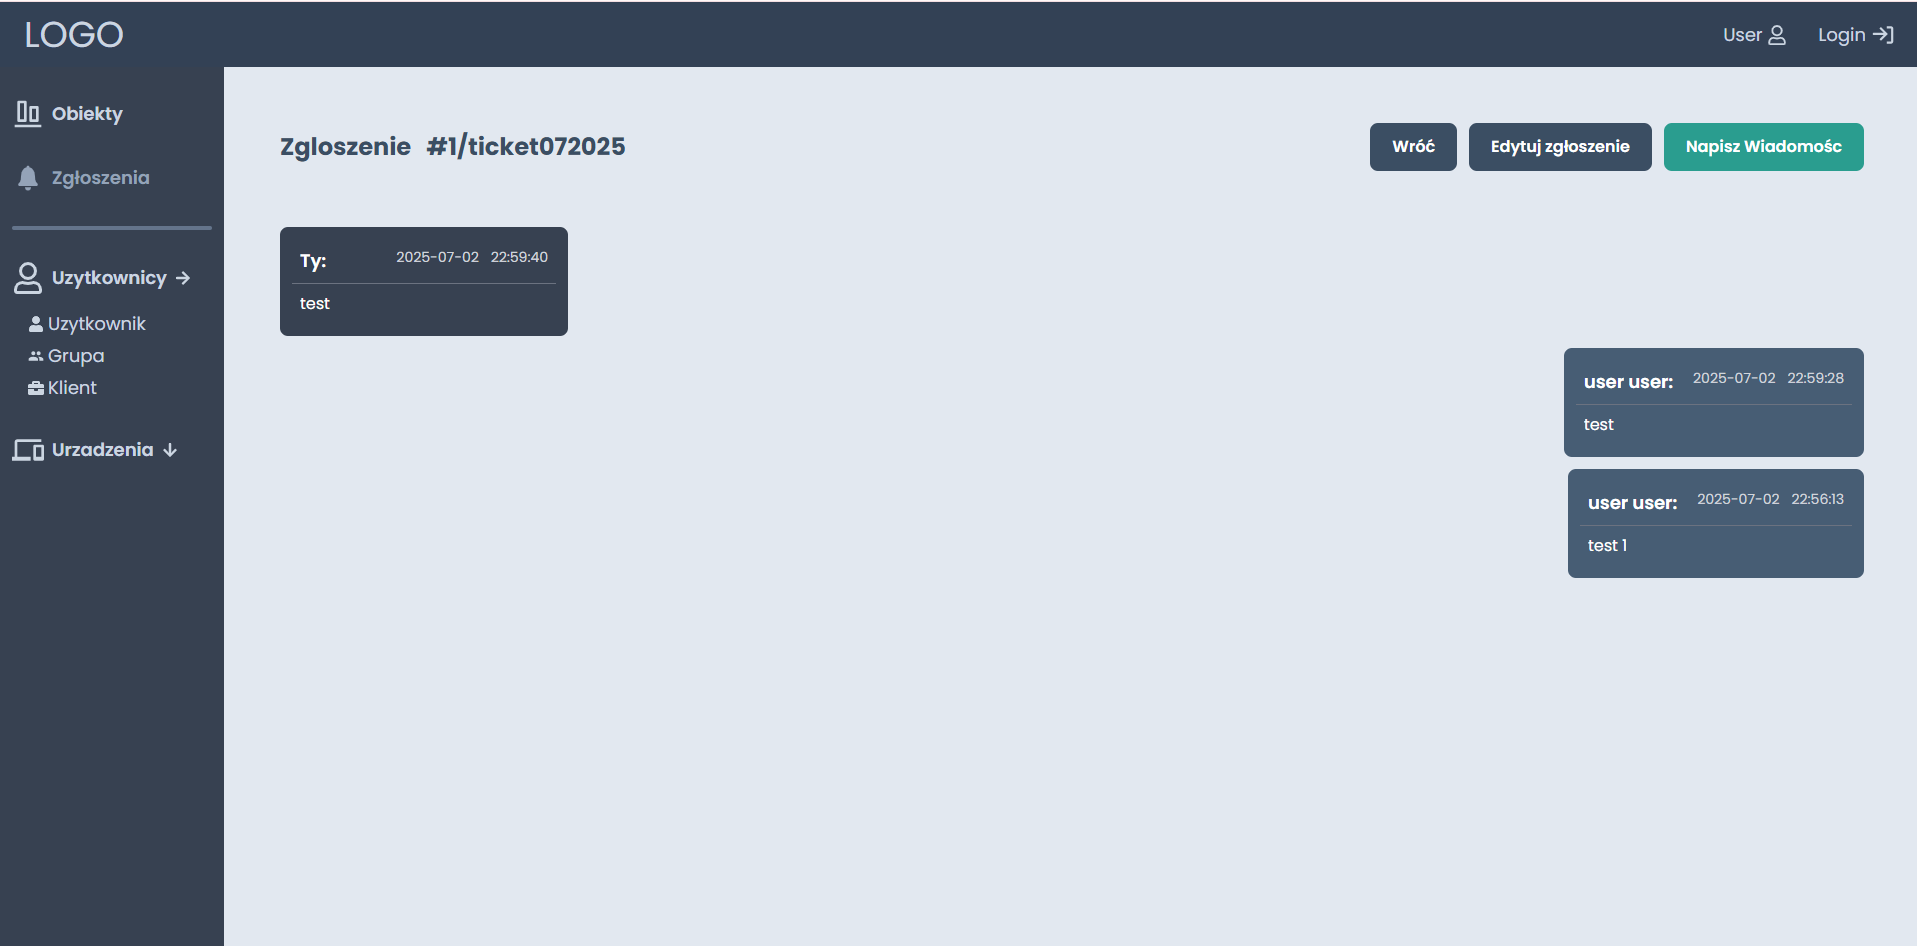 LOGO
User
Login
Obiekty
Zgłoszenia
Uzytkownicy
Uzytkownik
Grupa
Klient
Urzadzenia
Zgloszenie #1/ticket072025
Wróć
Edytuj zgłoszenie
Napisz Wiadomośc
Ty: 2025-07-02 22:59:40
test
user user: 2025-07-02 22:59:28
test
user user: 2025-07-02 22:56:13
test 1